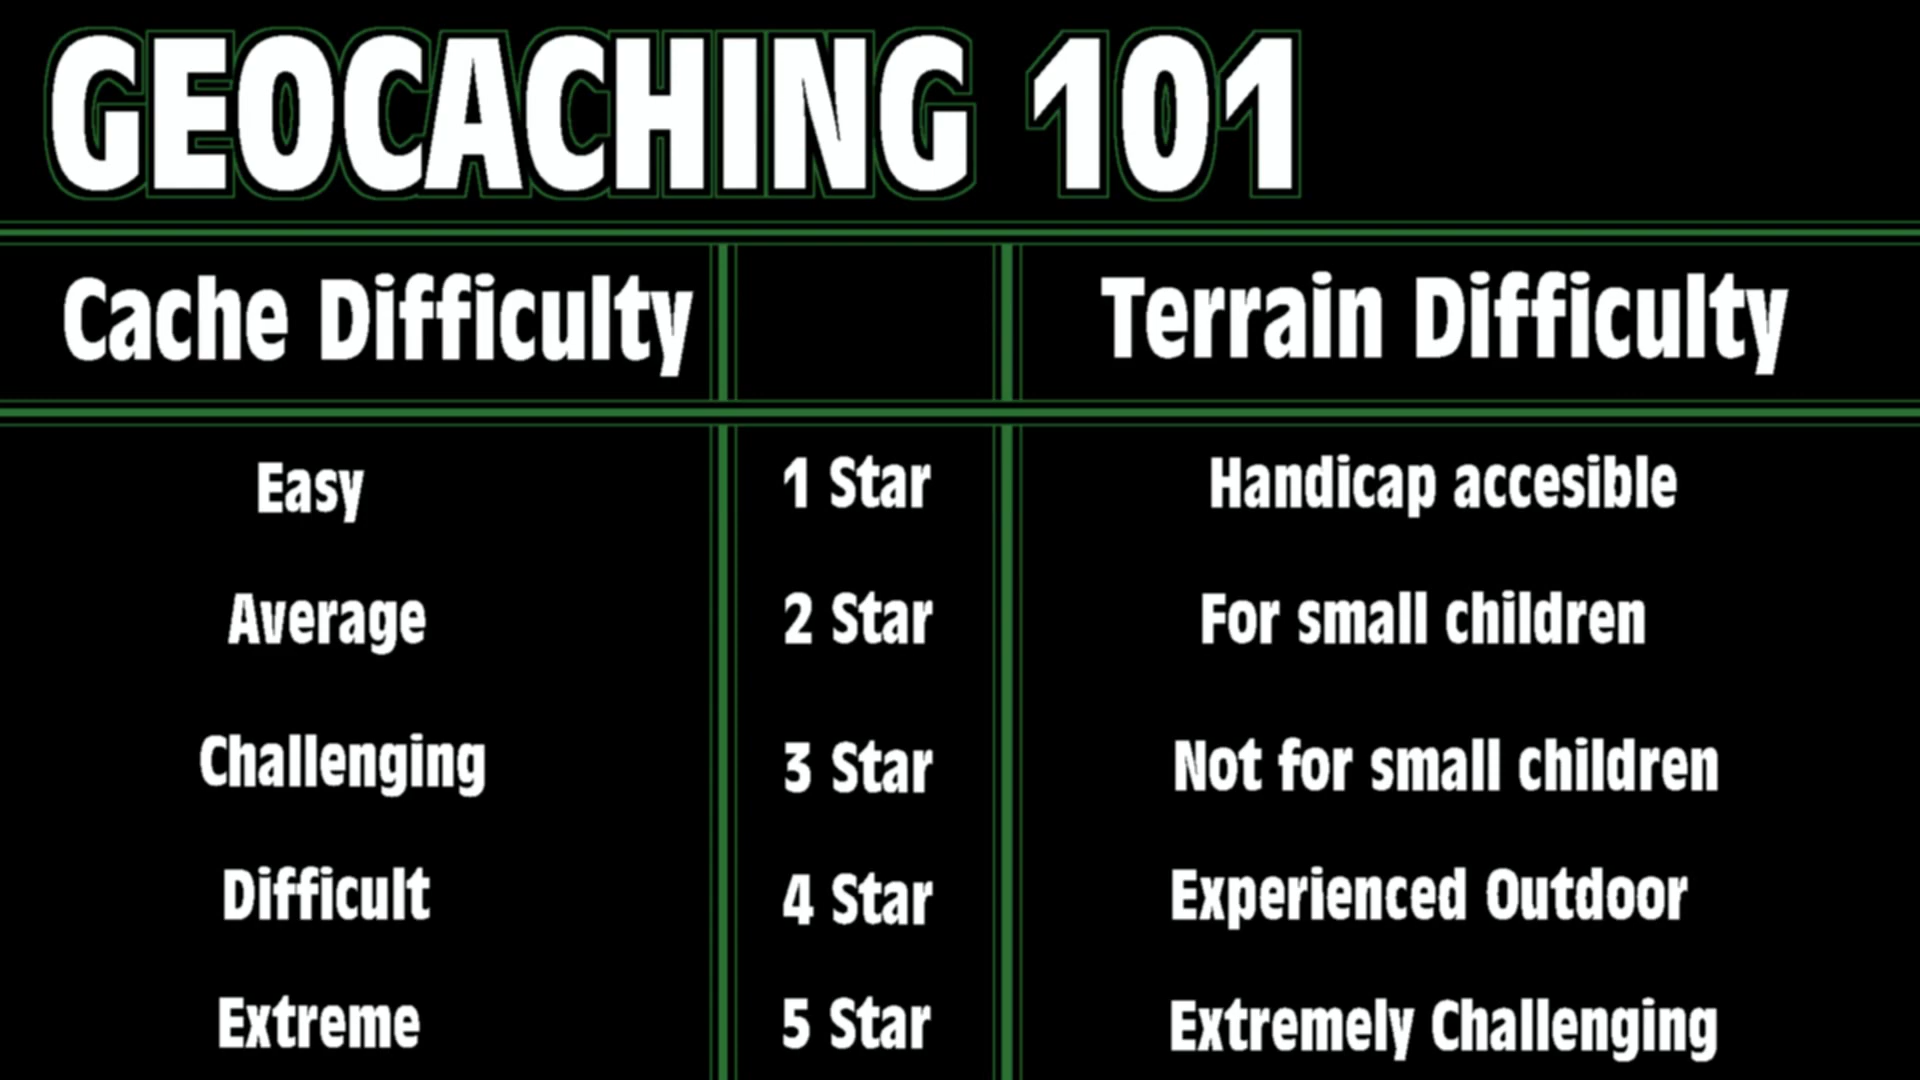 GEOCACHING 101
Cache Difficulty Terrain Difficulty
Easy 1 Star Handicap accesible
Average 2 Star For small children
Challenging 3 Star Not for small children
Difficult 4 Star Experienced Outdoor
Extreme 5 Star Extremely Challenging